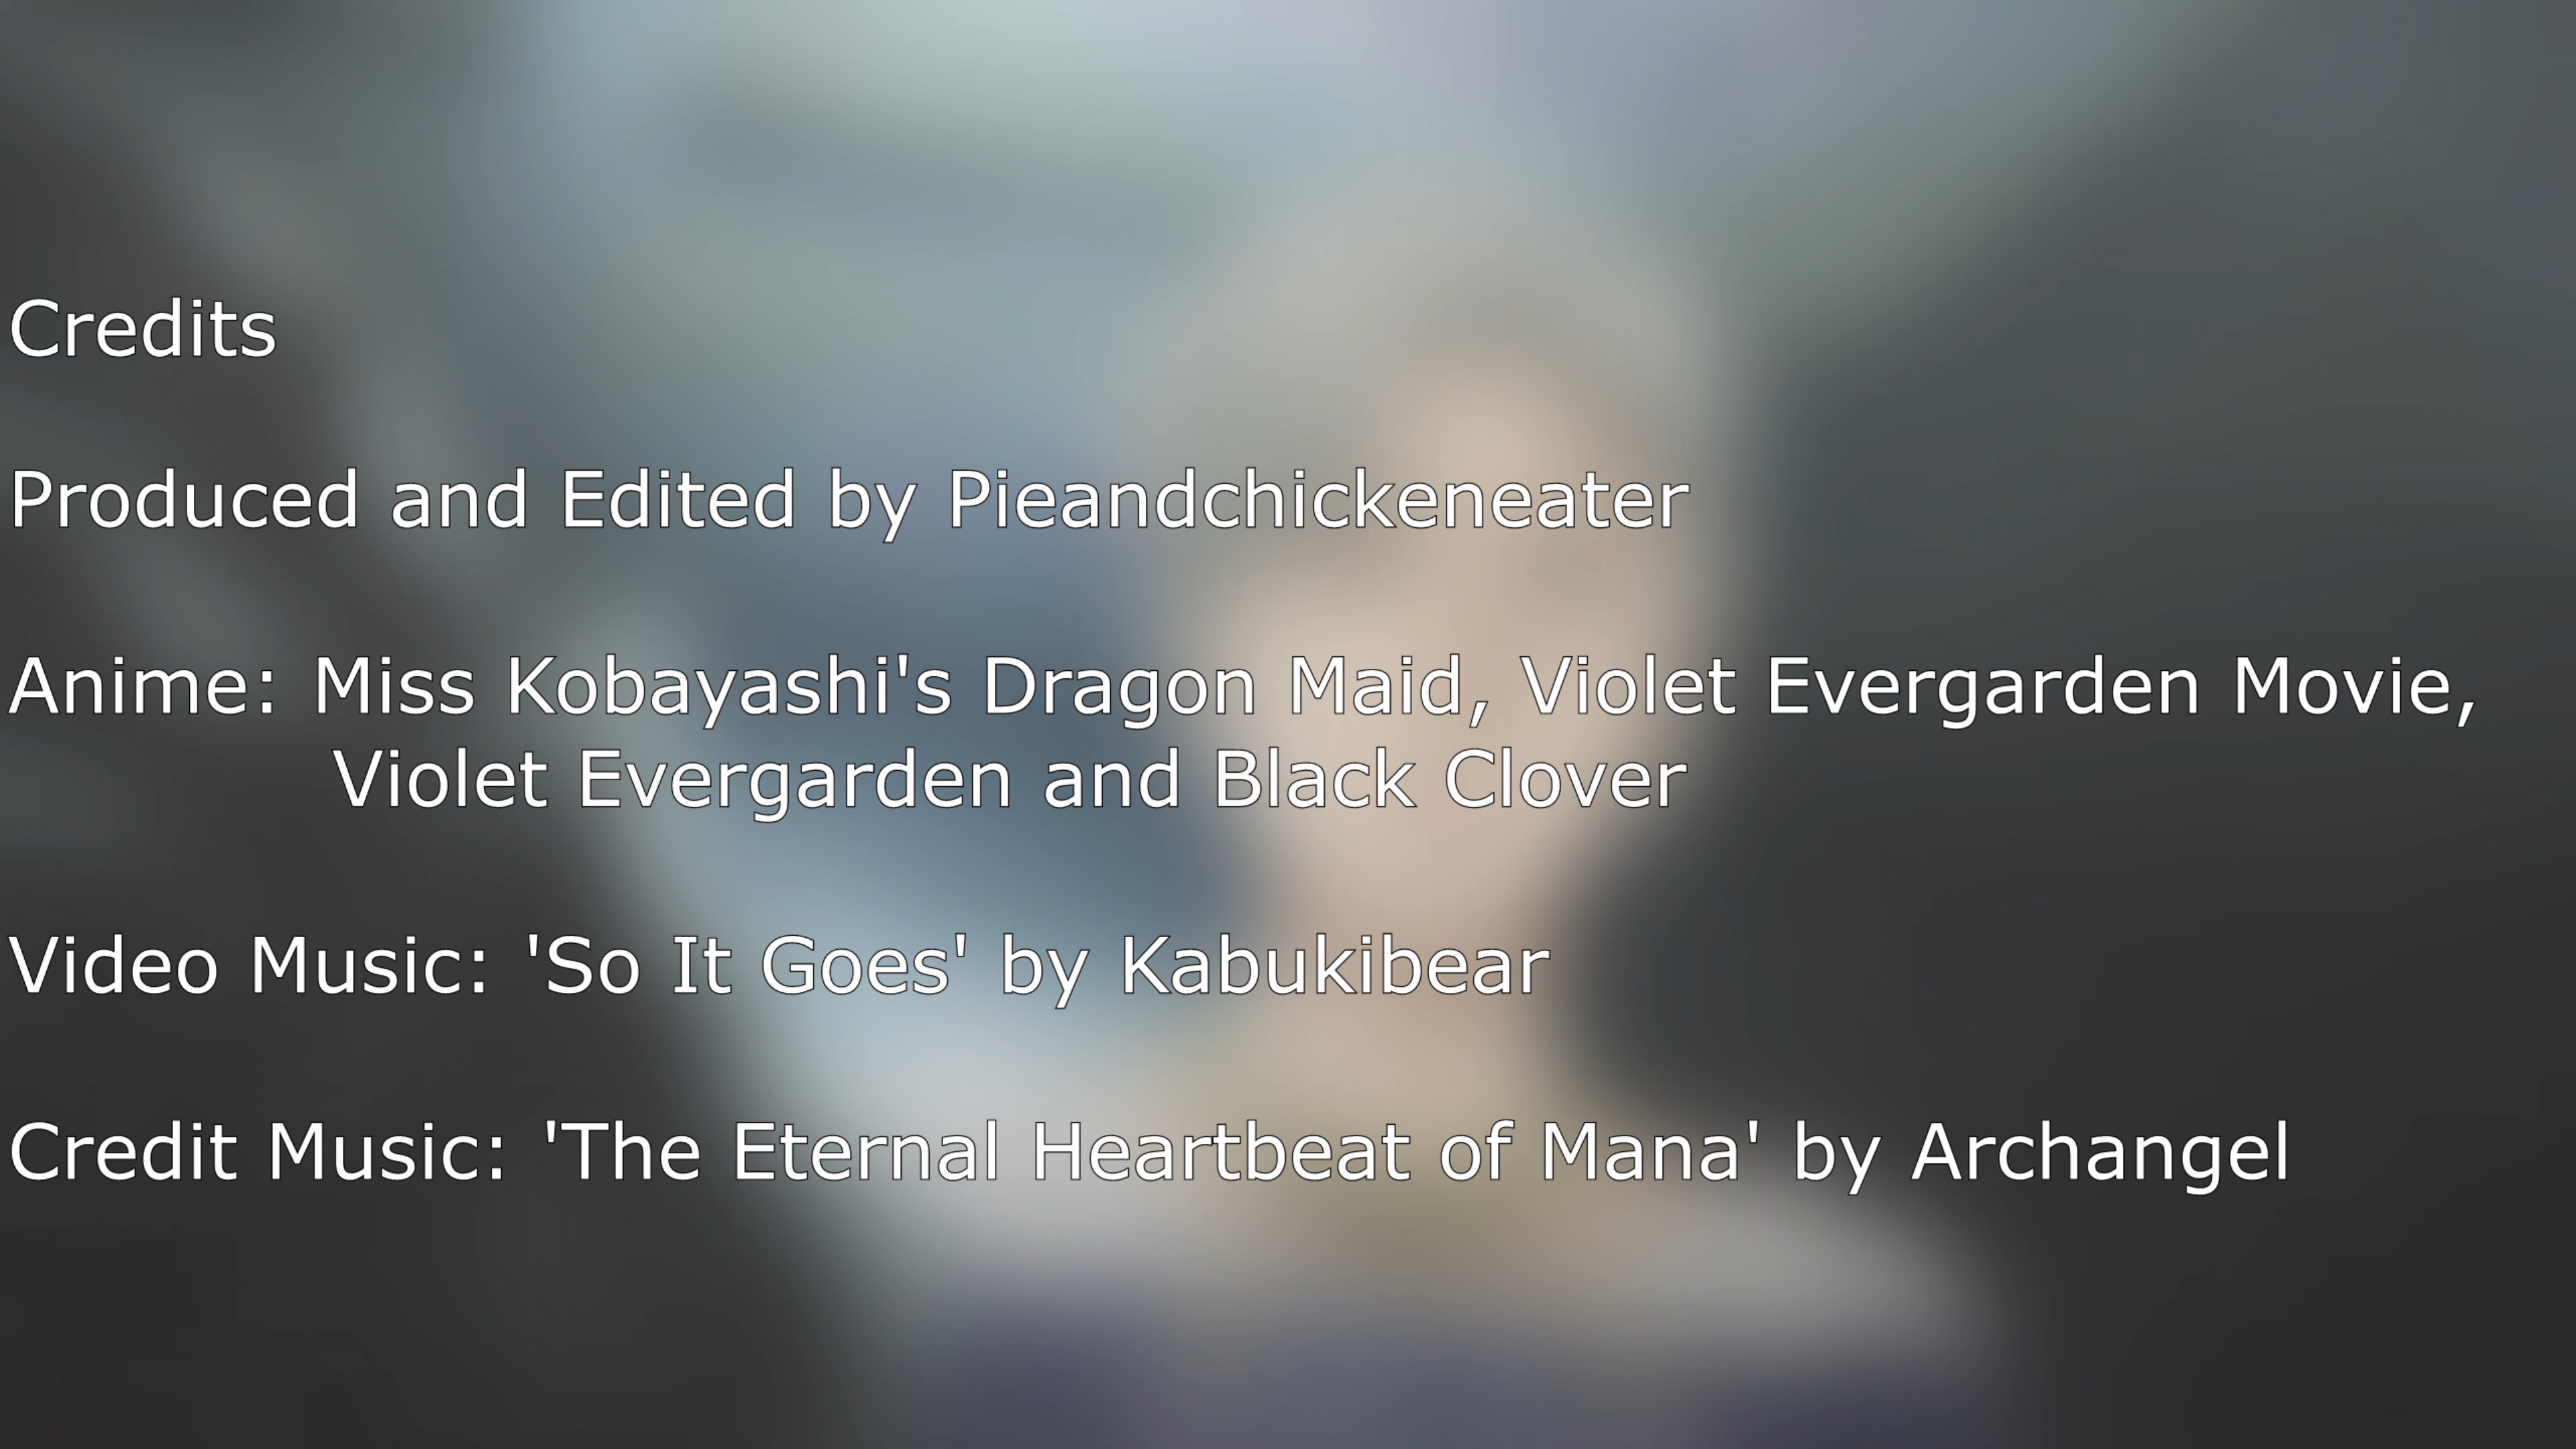 Credits
Produced and Edited by Pieandchickeneater
Anime: Miss Kobayashi's Dragon Maid, Violet Evergarden Movie,
Violet Evergarden and Black Clover
Video Music: 'So It Goes' by Kabukibear
Credit Music: 'The Eternal Heartbeat of Mana' by Archangel